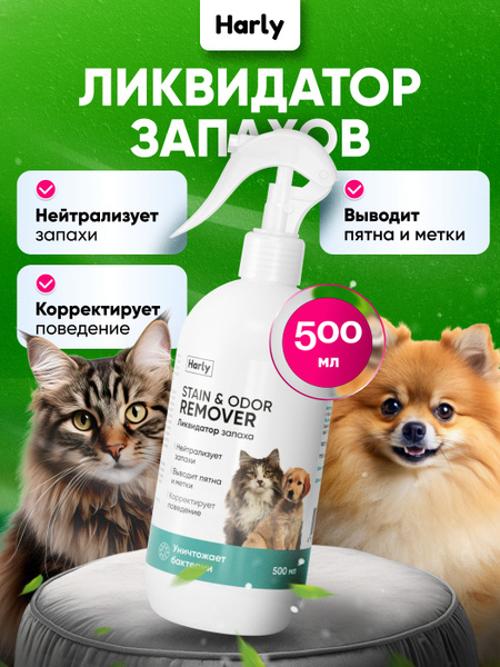 Harly
ЛИКВИДАТОР
ЗАПАХОВ
Нейтрализует
запахи
Выводит
пятна и метки
Корректирует
поведение
500
мл
Harly
STAIN & ODOR
REMOVER
Ликвидатор запаха
Нейтрализует
запахи
Выводит пятна
и метки
Корректирует
поведение
Уничтожает
бактерии
500 мл